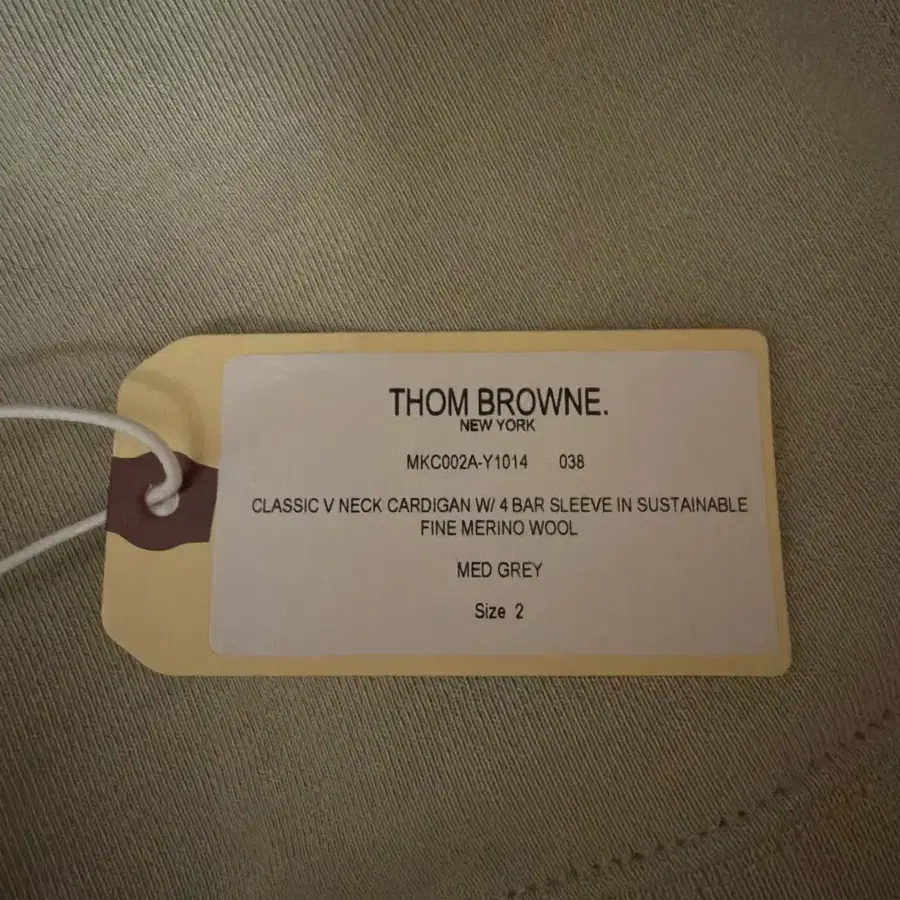 THOM BROWNE.
NEW YORK
MKC002A-Y1014 038
CLASSIC V NECK CARDIGAN W/ 4 BAR SLEEVE IN SUSTAINABLE
FINE MERINO WOOL
MED GREY
Size 2